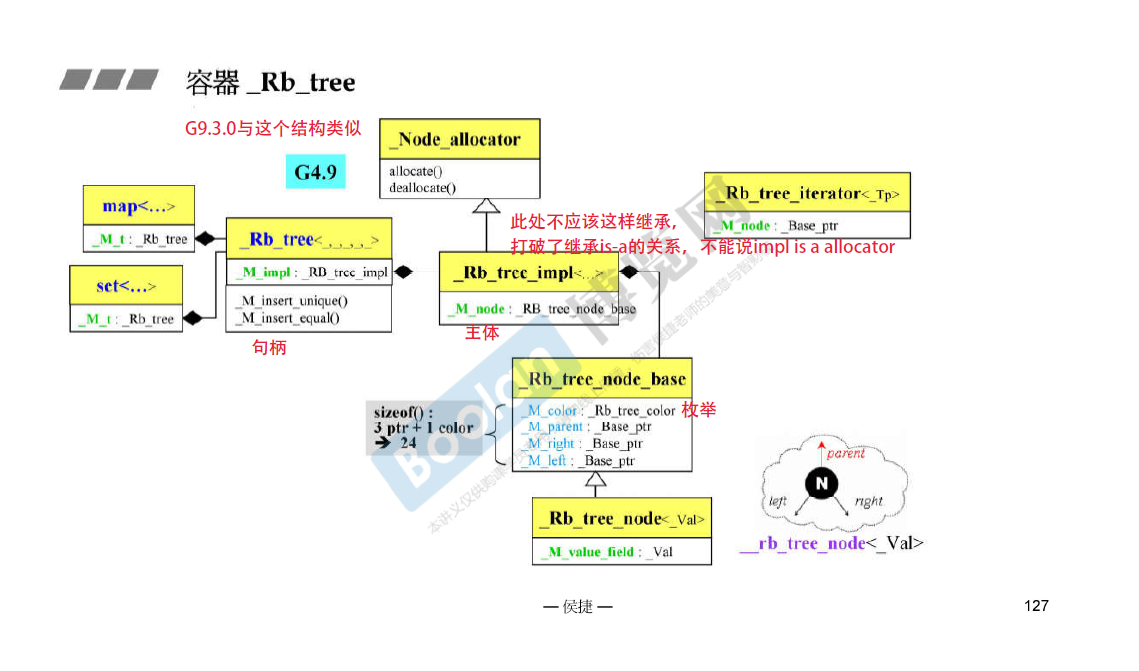 容器 _Rb_tree
G9.3.0与这个结构类似
G4.9
_Node_allocator
allocate()
deallocate()
map<...>
_M_t : _Rb_tree
set<...>
_M_t : _Rb_tree
_Rb_tree<_,_,_,_,_>
_M_impl : _RB_tree_impl
_M_insert_unique()
_M_insert_equal()
句柄
此处不应该这样继承，
打破了继承is-a的关系，不能说impl is a allocator
_Rb_tree_iterator<_Tp>
_M_node : _Base_ptr
_Rb_tree_impl<...>
_M_node : _RB_tree_node_base
主体
_Rb_tree_node_base
_M_color : _Rb_tree_color
_M_parent : _Base_ptr
_M_right : _Base_ptr
_M_left : _Base_ptr
枚举
sizeof() :
3 ptr + 1 color
➔ 24
_Rb_tree_node<_Val>
_M_value_field : _Val
parent
N
left
right
__rb_tree_node<_Val>
Boolan
博览网
— 侯捷 —
127